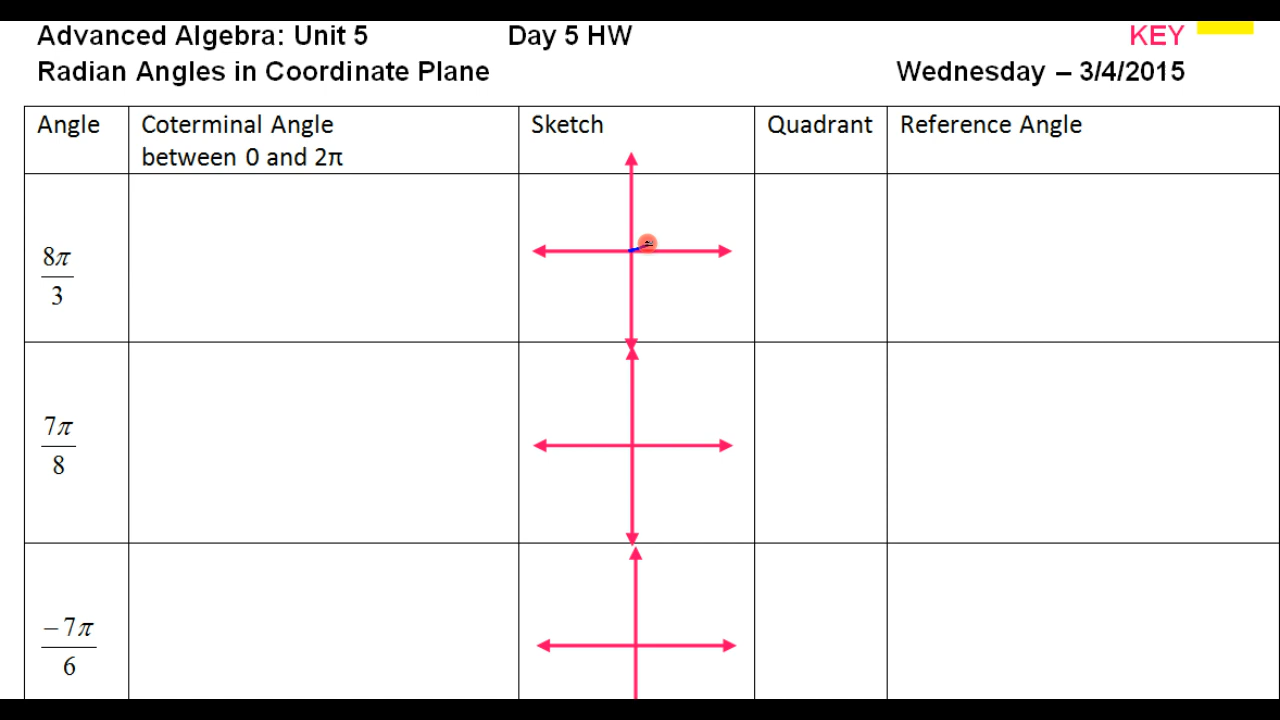 Advanced Algebra: Unit 5 Day 5 HW KEY
Radian Angles in Coordinate Plane Wednesday – 3/4/2015
Angle Coterminal Angle Sketch Quadrant Reference Angle
between 0 and 2π
8π
3
7π
8
−7π
6